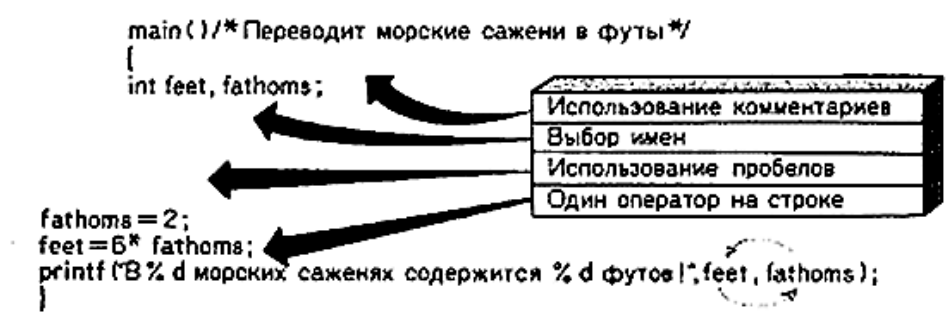 main()/* Переводит морские сажени в футы */
{
int feet, fathoms;
Использование комментариев
Выбор имен
Использование пробелов
Один оператор на строке
fathoms = 2;
feet = 6* fathoms;
printf ("В % d морских саженях содержится % d футов!", feet, fathoms);
}